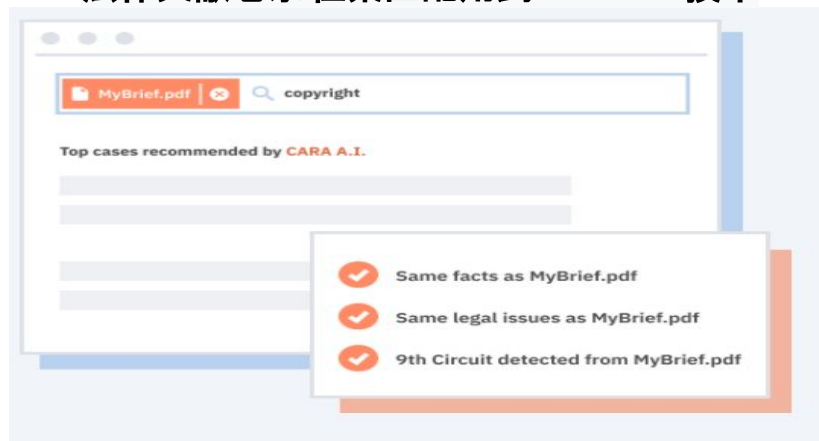 MyBrief.pdf copyright
Top cases recommended by CARA A.I.
Same facts as MyBrief.pdf
Same legal issues as MyBrief.pdf
9th Circuit detected from MyBrief.pdf